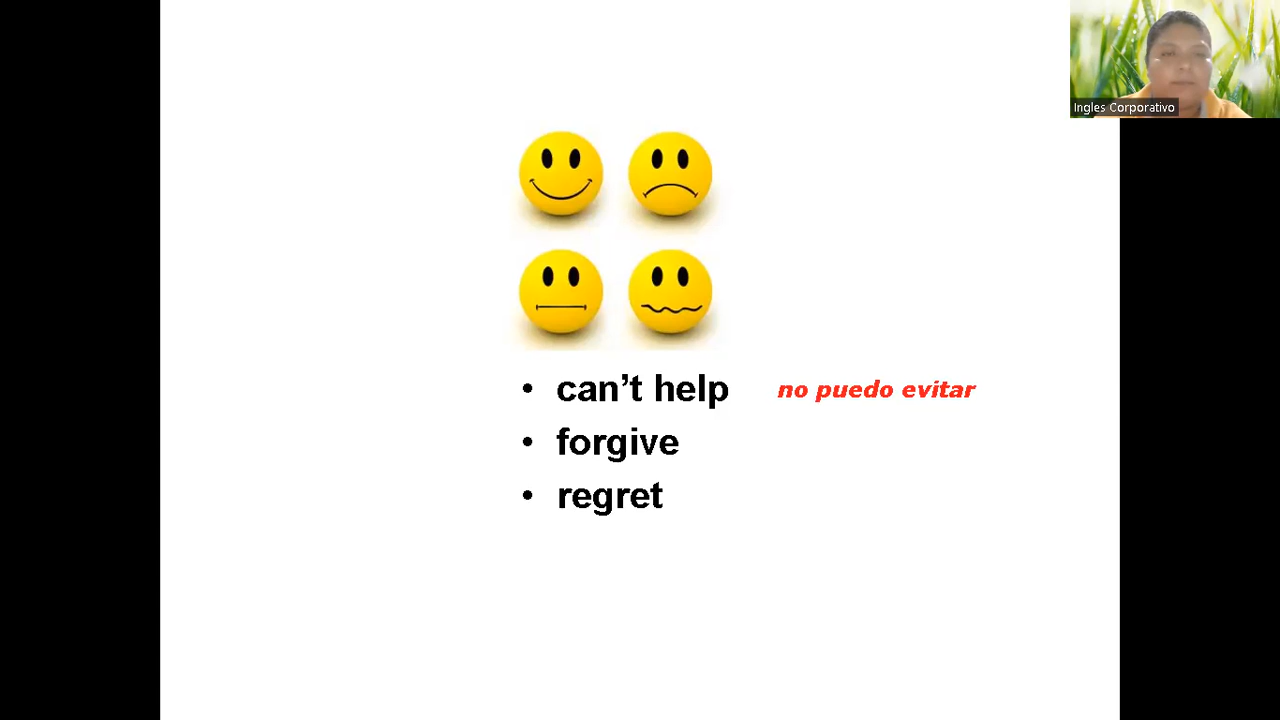 Ingles Corporativo
• can’t help no puedo evitar
• forgive
• regret